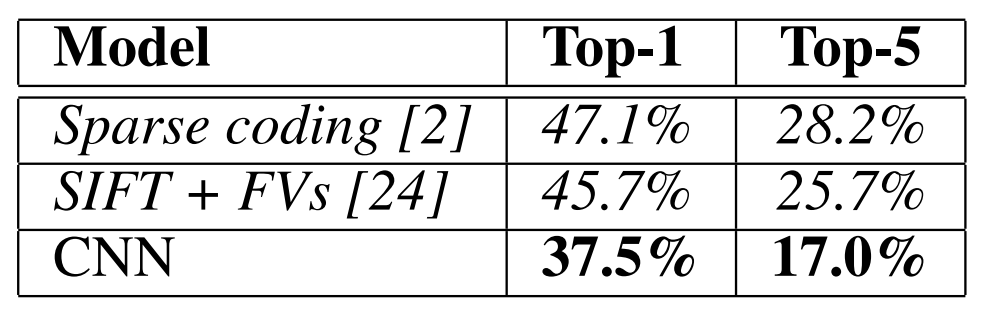 Model Top-1 Top-5
Sparse coding [2] 47.1% 28.2%
SIFT + FVs [24] 45.7% 25.7%
CNN 37.5% 17.0%